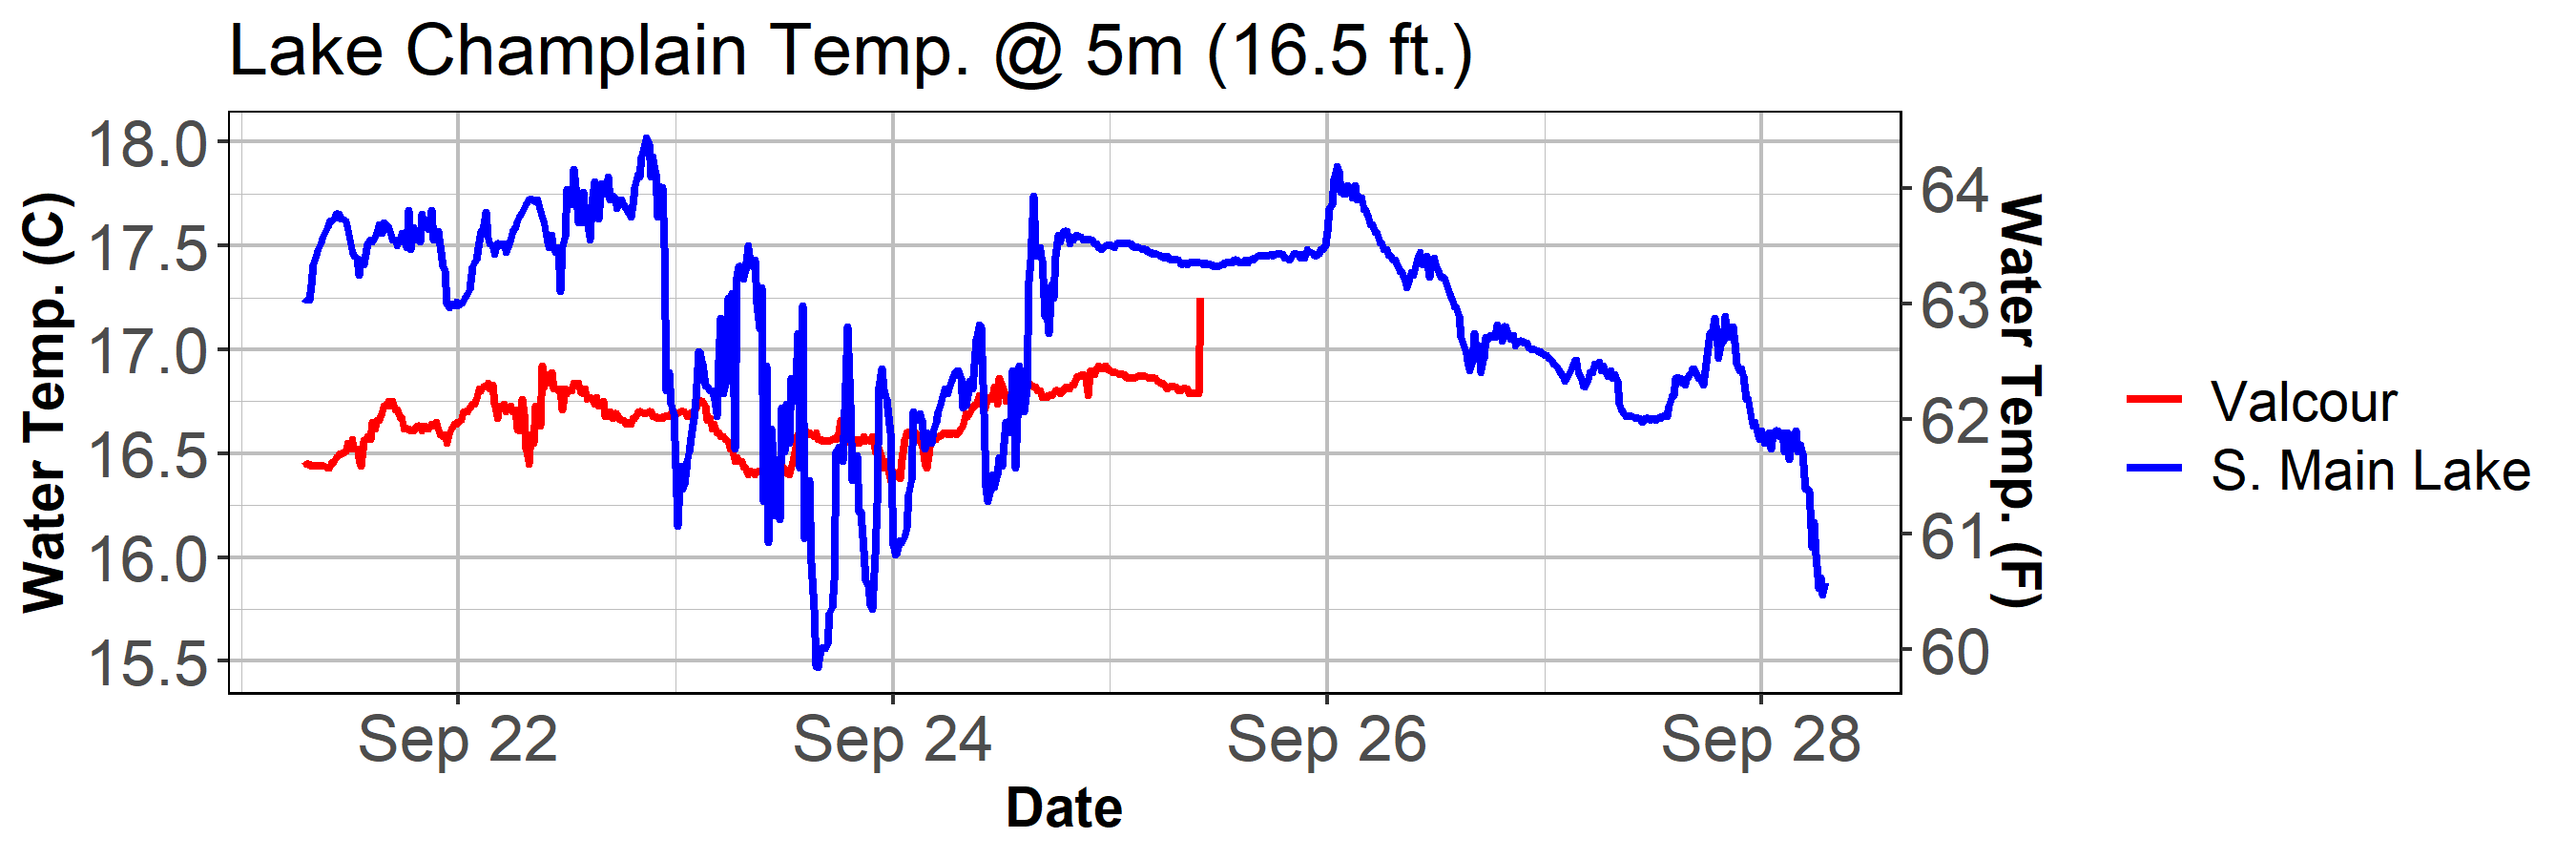 Lake Champlain Temp. @ 5m (16.5 ft.)
Water Temp. (C)
18.0
17.5
17.0
16.5
16.0
15.5
64
63
62
61
60
Water Temp. (F)
Sep 22
Sep 24
Sep 26
Sep 28
Date
Valcour
S. Main Lake